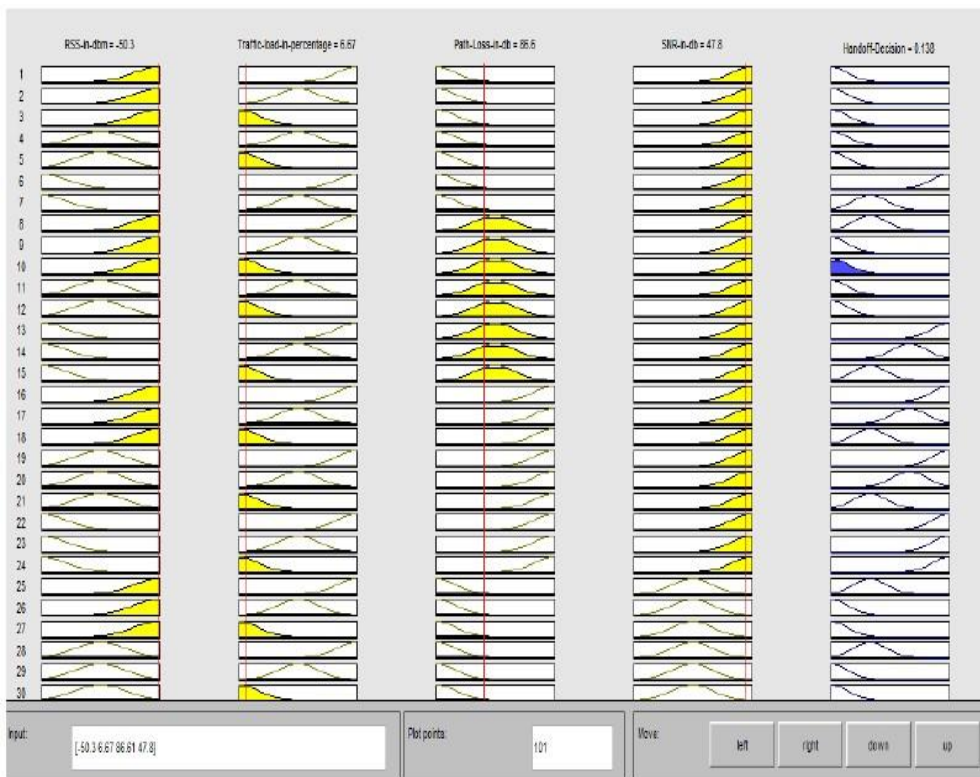 RSS-in-dbm = -50.3
Traffic-load-in-percentage = 6.67
Path-Loss-in-db = 86.6
SNR-in-db = 47.8
Handoff-Decision = 0.138
1
2
3
4
5
6
7
8
9
10
11
12
13
14
15
16
17
18
19
20
21
22
23
24
25
26
27
28
29
30
Input:
[-50.3 6.67 86.61 47.8]
Plot points:
101
Move:
left
right
down
up